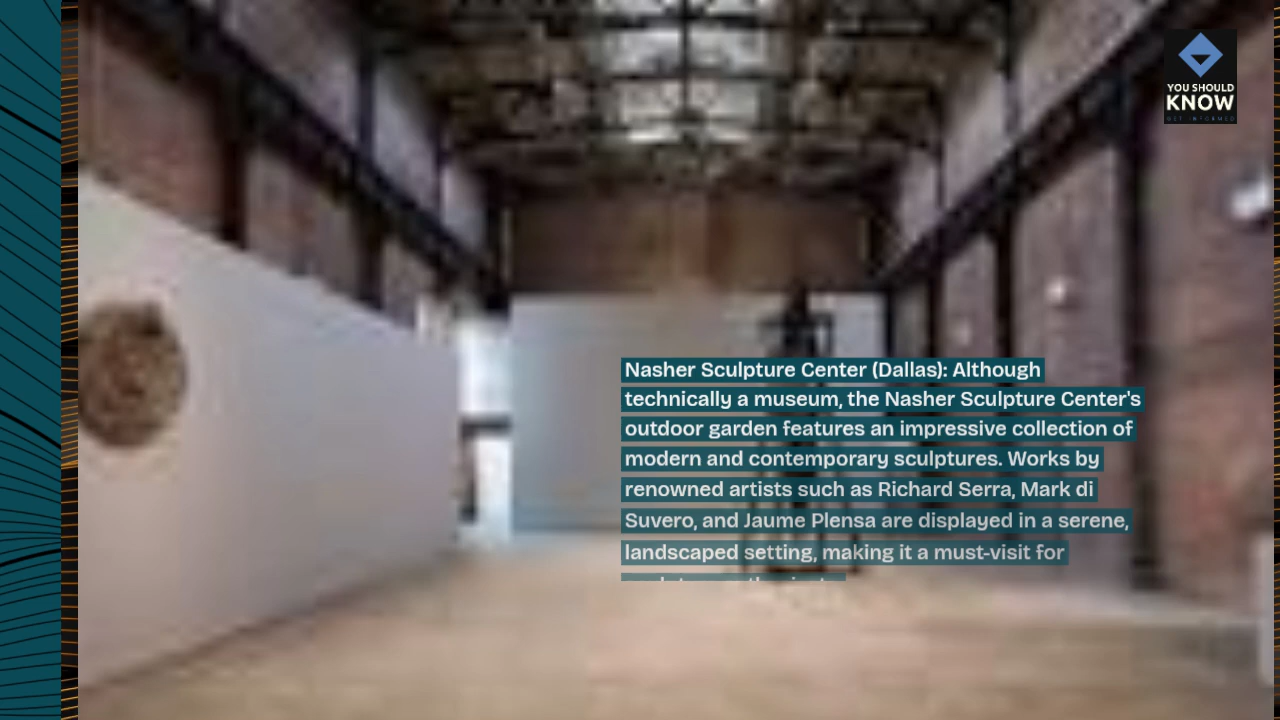 YOU SHOULD
KNOW
GET INFORMED
Nasher Sculpture Center (Dallas): Although
technically a museum, the Nasher Sculpture Center's
outdoor garden features an impressive collection of
modern and contemporary sculptures. Works by
renowned artists such as Richard Serra, Mark di
Suvero, and Jaume Plensa are displayed in a serene,
landscaped setting, making it a must-visit for